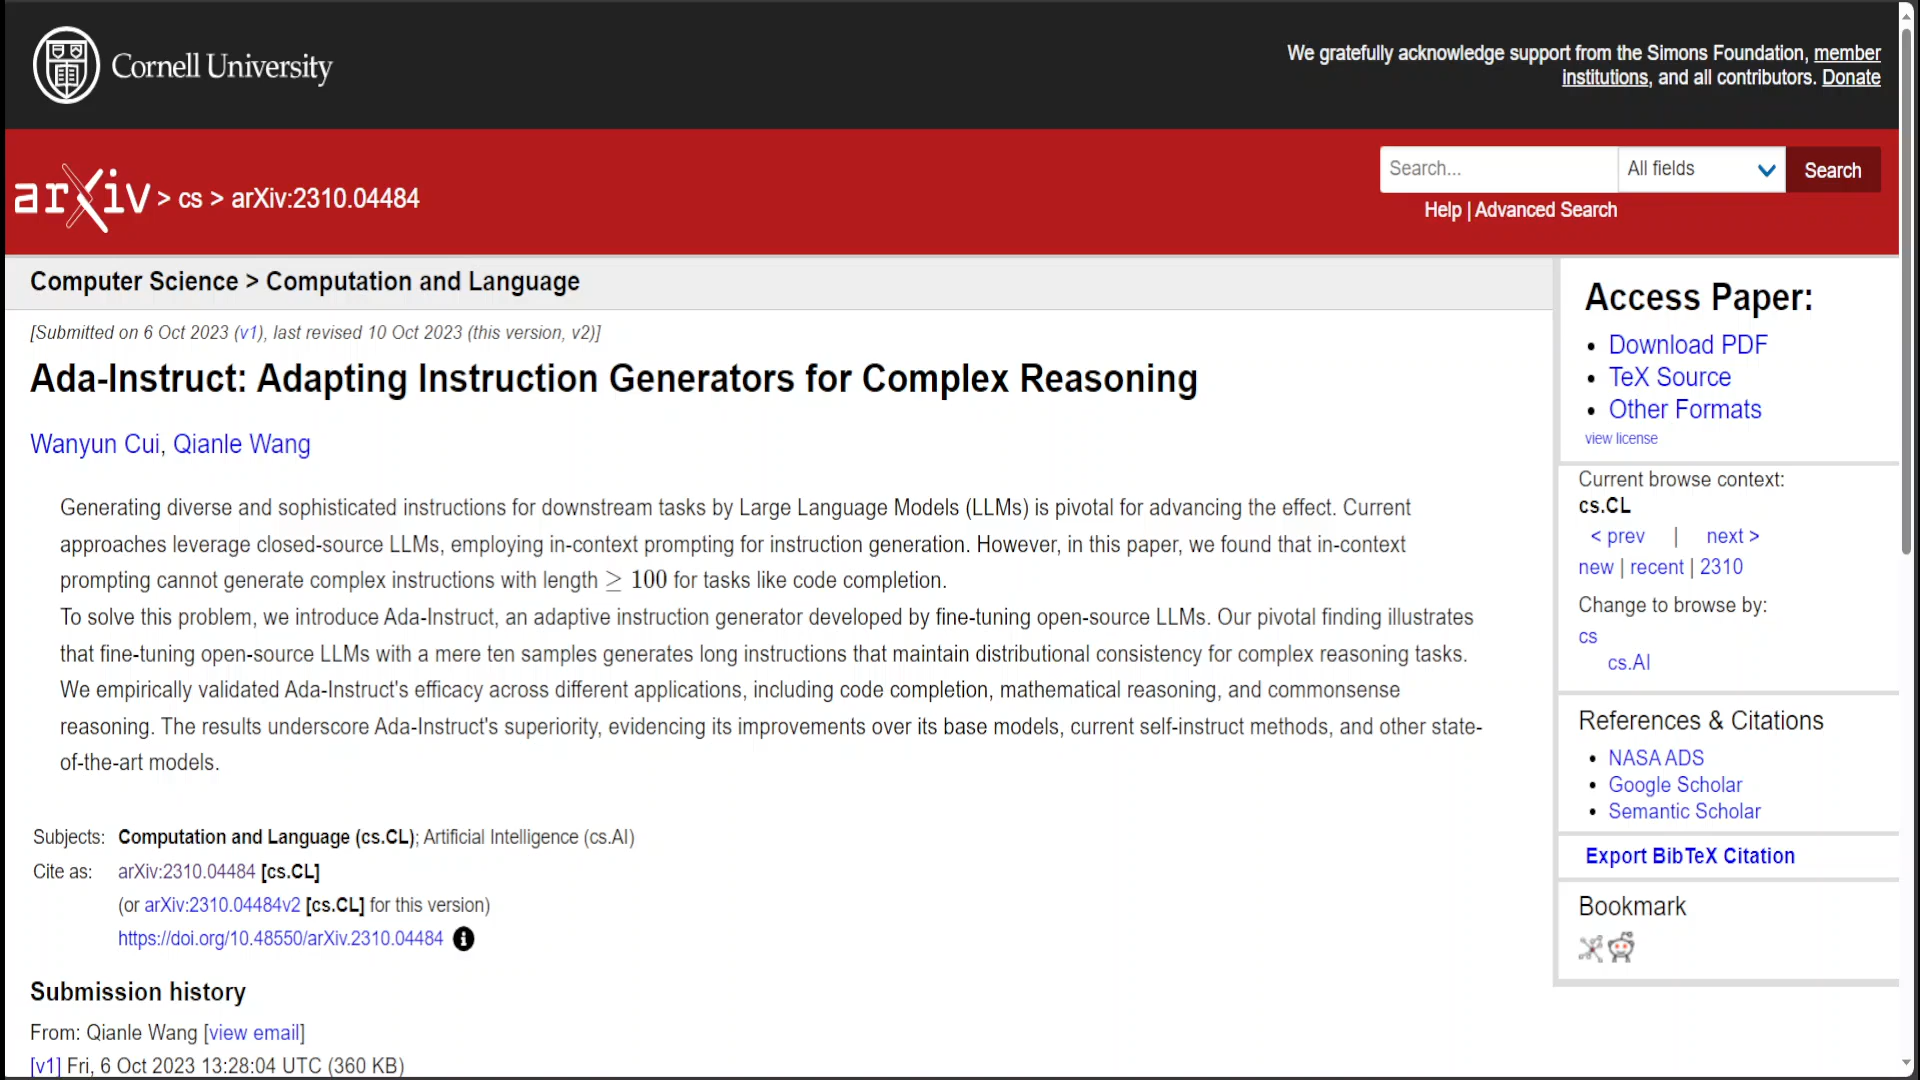 Cornell University
We gratefully acknowledge support from the Simons Foundation, member
institutions, and all contributors. Donate
arXiv > cs > arXiv:2310.04484
Search...
All fields
Search
Help | Advanced Search
Computer Science > Computation and Language
[Submitted on 6 Oct 2023 (v1), last revised 10 Oct 2023 (this version, v2)]
Ada-Instruct: Adapting Instruction Generators for Complex Reasoning
Wanyun Cui, Qianle Wang
Generating diverse and sophisticated instructions for downstream tasks by Large Language Models (LLMs) is pivotal for advancing the effect. Current
approaches leverage closed-source LLMs, employing in-context prompting for instruction generation. However, in this paper, we found that in-context
prompting cannot generate complex instructions with length ≥ 100 for tasks like code completion.
To solve this problem, we introduce Ada-Instruct, an adaptive instruction generator developed by fine-tuning open-source LLMs. Our pivotal finding illustrates
that fine-tuning open-source LLMs with a mere ten samples generates long instructions that maintain distributional consistency for complex reasoning tasks.
We empirically validated Ada-Instruct's efficacy across different applications, including code completion, mathematical reasoning, and commonsense
reasoning. The results underscore Ada-Instruct's superiority, evidencing its improvements over its base models, current self-instruct methods, and other state-
of-the-art models.
Subjects: Computation and Language (cs.CL); Artificial Intelligence (cs.AI)
Cite as: arXiv:2310.04484 [cs.CL]
(or arXiv:2310.04484v2 [cs.CL] for this version)
https://doi.org/10.48550/arXiv.2310.04484
Submission history
From: Qianle Wang [view email]
[v1] Fri, 6 Oct 2023 13:28:04 UTC (360 KB)
Access Paper:
• Download PDF
• TeX Source
• Other Formats
view license
Current browse context:
cs.CL
< prev | next >
new | recent | 2310
Change to browse by:
cs
cs.AI
References & Citations
• NASA ADS
• Google Scholar
• Semantic Scholar
Export BibTeX Citation
Bookmark